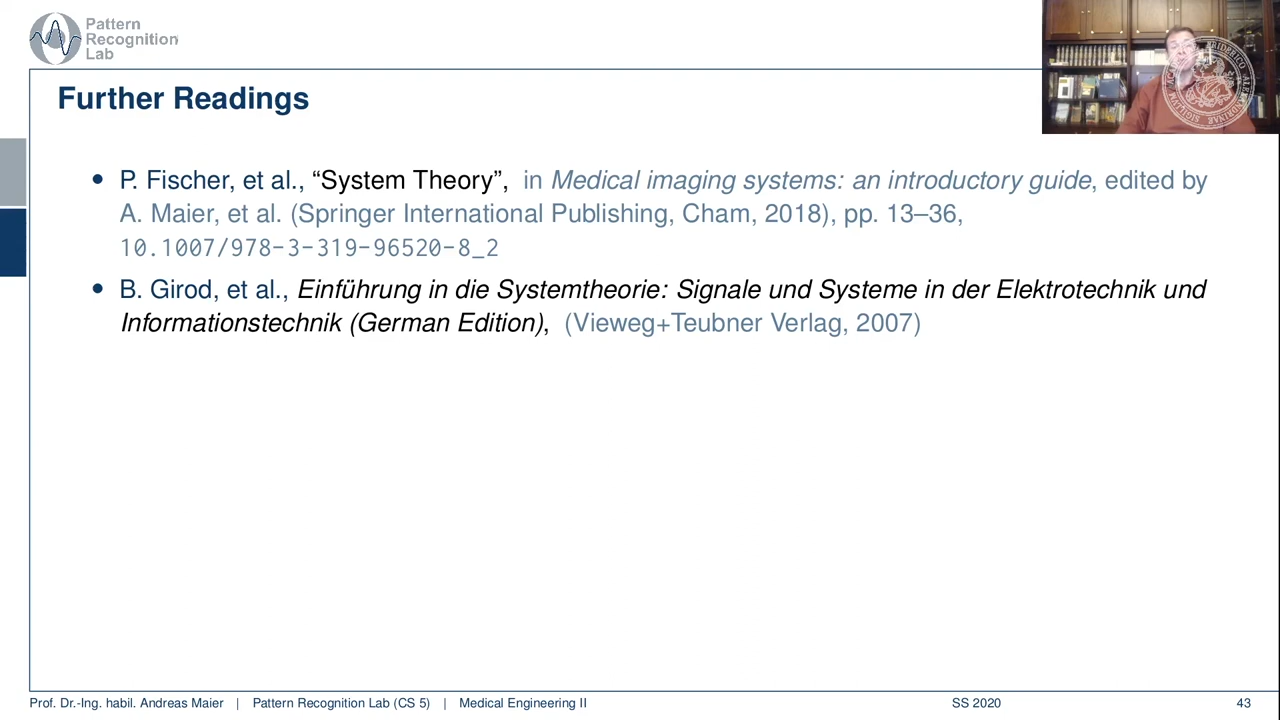 Pattern
Recognition
Lab
Further Readings
• P. Fischer, et al., “System Theory”, in Medical imaging systems: an introductory guide, edited by
A. Maier, et al. (Springer International Publishing, Cham, 2018), pp. 13–36,
10.1007/978-3-319-96520-8_2
• B. Girod, et al., Einführung in die Systemtheorie: Signale und Systeme in der Elektrotechnik und
Informationstechnik (German Edition), (Vieweg+Teubner Verlag, 2007)
Prof. Dr.-Ing. habil. Andreas Maier | Pattern Recognition Lab (CS 5) | Medical Engineering II SS 2020 43